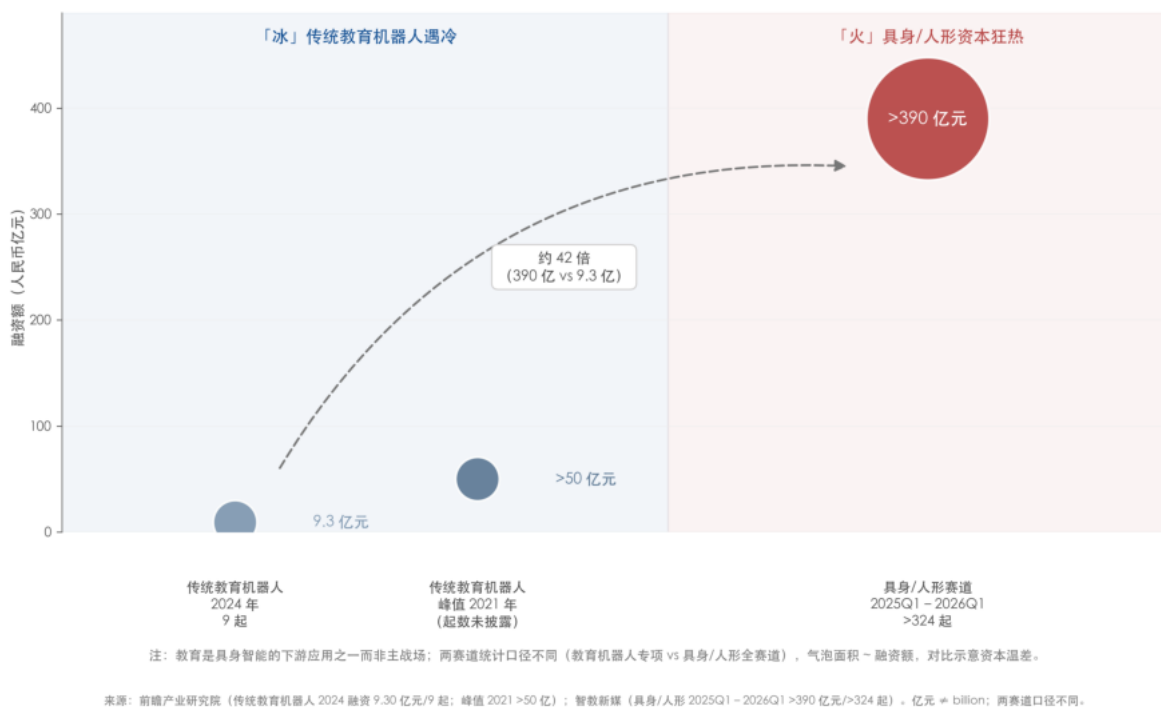 「冰」传统教育机器人遇冷
「火」具身/人形资本狂热
融资额（人民币亿元）
400
300
200
100
0
>390 亿元
约 42 倍
（390 亿 vs 9.3 亿）
>50 亿元
9.3 亿元
传统教育机器人
2024 年
9 起
传统教育机器人
峰值 2021 年
（起数未披露）
具身/人形赛道
2025Q1 – 2026Q1
>324 起
注：教育是具身智能的下游应用之一而非主战场；两赛道统计口径不同（教育机器人专项 vs 具身/人形全赛道），气泡面积 ~ 融资额，对比示意资本温差。
来源：前瞻产业研究院（传统教育机器人 2024 融资 9.30 亿元/9 起；峰值 2021 >50 亿）；智教新媒（具身/人形 2025Q1 – 2026Q1 >390 亿元/>324 起）。亿元 ≠ billion；两赛道口径不同。